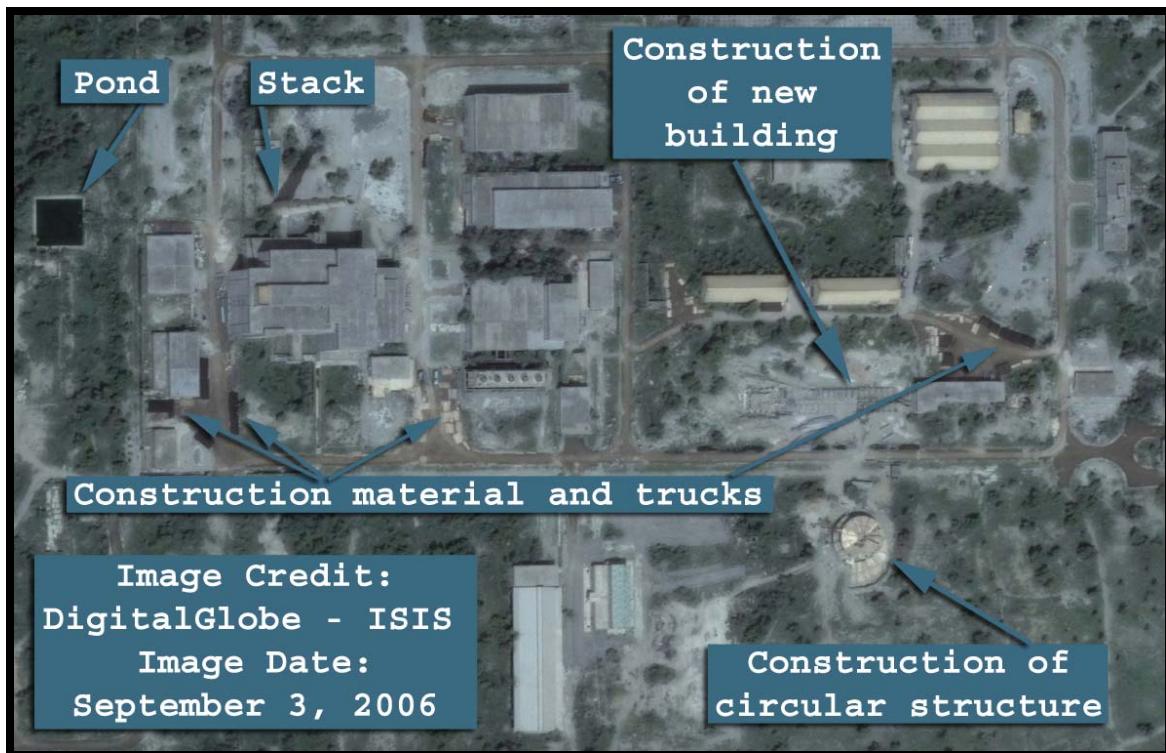 Pond
Stack
Construction
of new
building
Construction material and trucks
Image Credit:
DigitalGlobe - ISIS
Image Date:
September 3, 2006
Construction of
circular structure